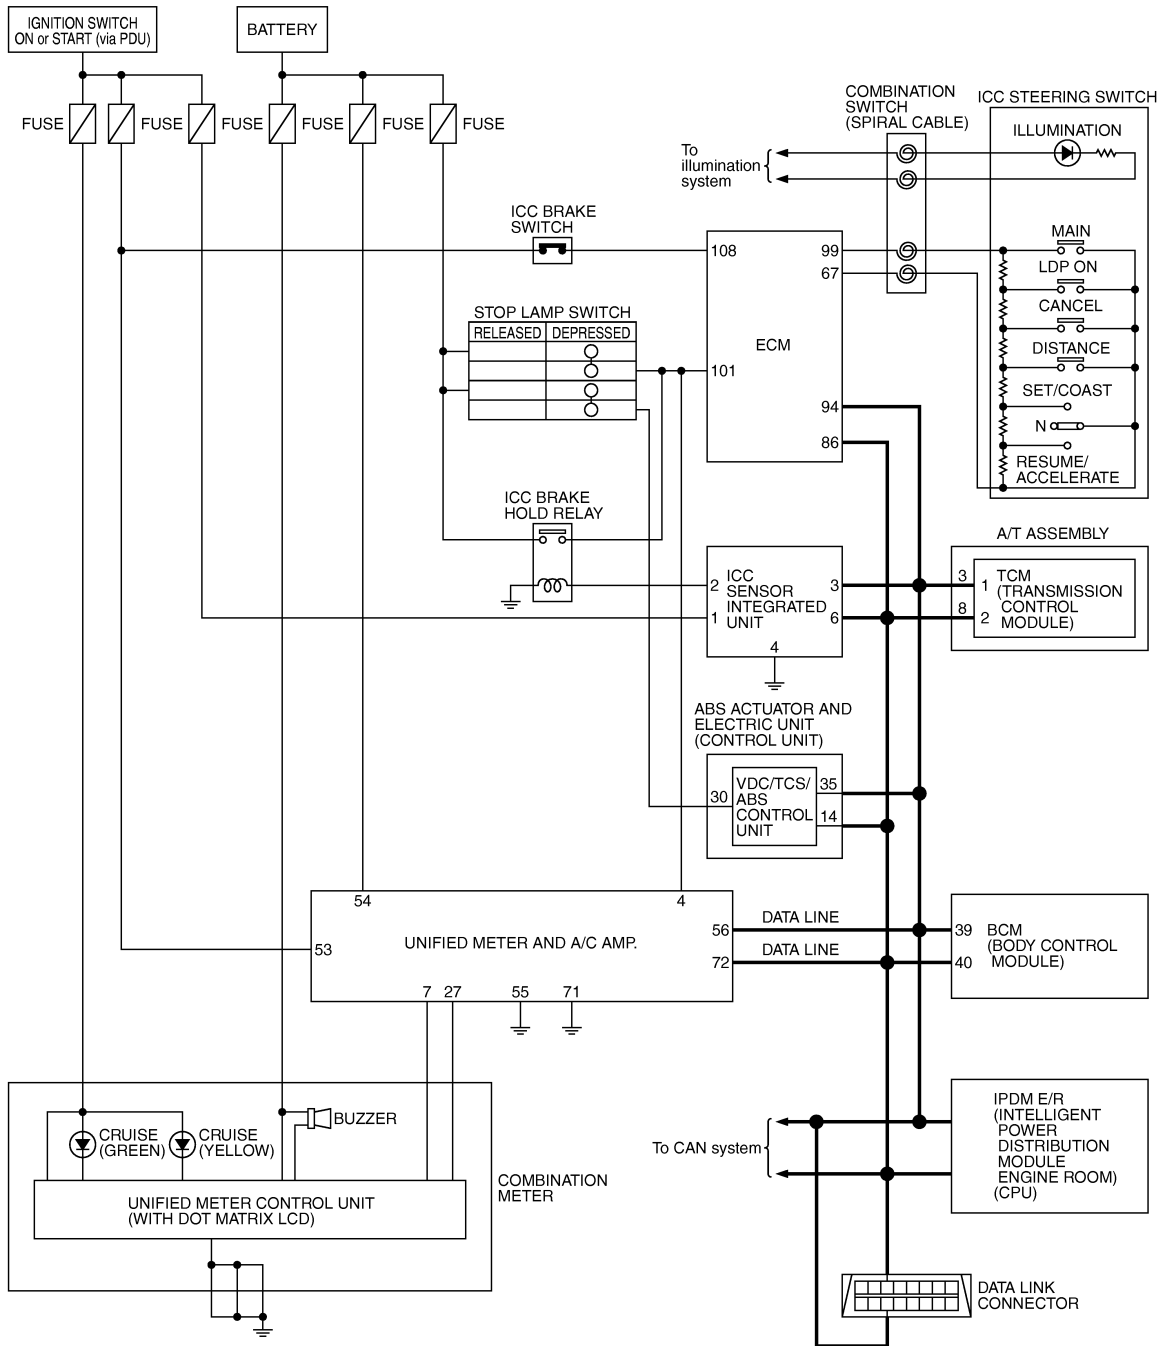 IGNITION SWITCH
ON or START (via PDU)
BATTERY
FUSE
FUSE
FUSE
FUSE
FUSE
FUSE
COMBINATION
SWITCH
(SPIRAL CABLE)
ICC STEERING SWITCH
ILLUMINATION
To
illumination
system
ICC BRAKE
SWITCH
MAIN
LDP ON
CANCEL
DISTANCE
SET/COAST
N
RESUME/
ACCELERATE
108
99
67
ECM
101
94
86
STOP LAMP SWITCH
RELEASED
DEPRESSED
ICC BRAKE
HOLD RELAY
2
ICC
SENSOR
INTEGRATED
UNIT
1
3
6
4
A/T ASSEMBLY
3
1
8
2
TCM
(TRANSMISSION
CONTROL
MODULE)
ABS ACTUATOR AND
ELECTRIC UNIT
(CONTROL UNIT)
30
VDC/TCS/
ABS
CONTROL
UNIT
35
14
54
4
53
UNIFIED METER AND A/C AMP.
56
72
DATA LINE
DATA LINE
7
27
55
71
39
40
BCM
(BODY CONTROL
MODULE)
CRUISE
(GREEN)
CRUISE
(YELLOW)
BUZZER
COMBINATION
METER
UNIFIED METER CONTROL UNIT
(WITH DOT MATRIX LCD)
To CAN system
IPDM E/R
(INTELLIGENT
POWER
DISTRIBUTION
MODULE
ENGINE ROOM)
(CPU)
DATA LINK
CONNECTOR